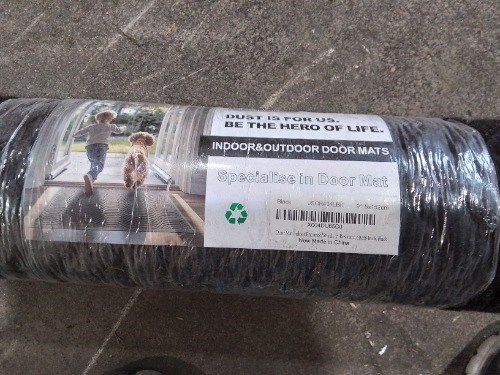 DUST IS FOR US.
BE THE HERO OF LIFE.
INDOOR&OUTDOOR DOOR MATS
Specialise in Door Mat
New Made in China